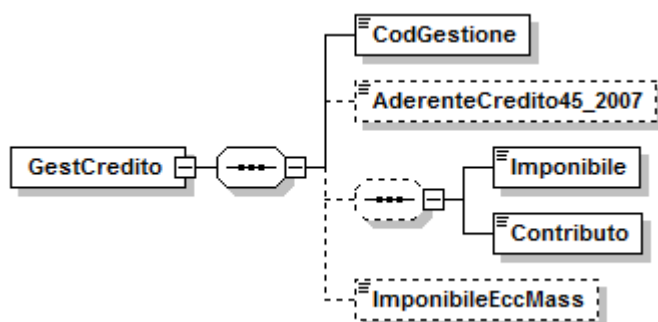 CodGestione
AderenteCredito45_2007
GestCredito
Imponibile
Contributo
ImponibileEccMass